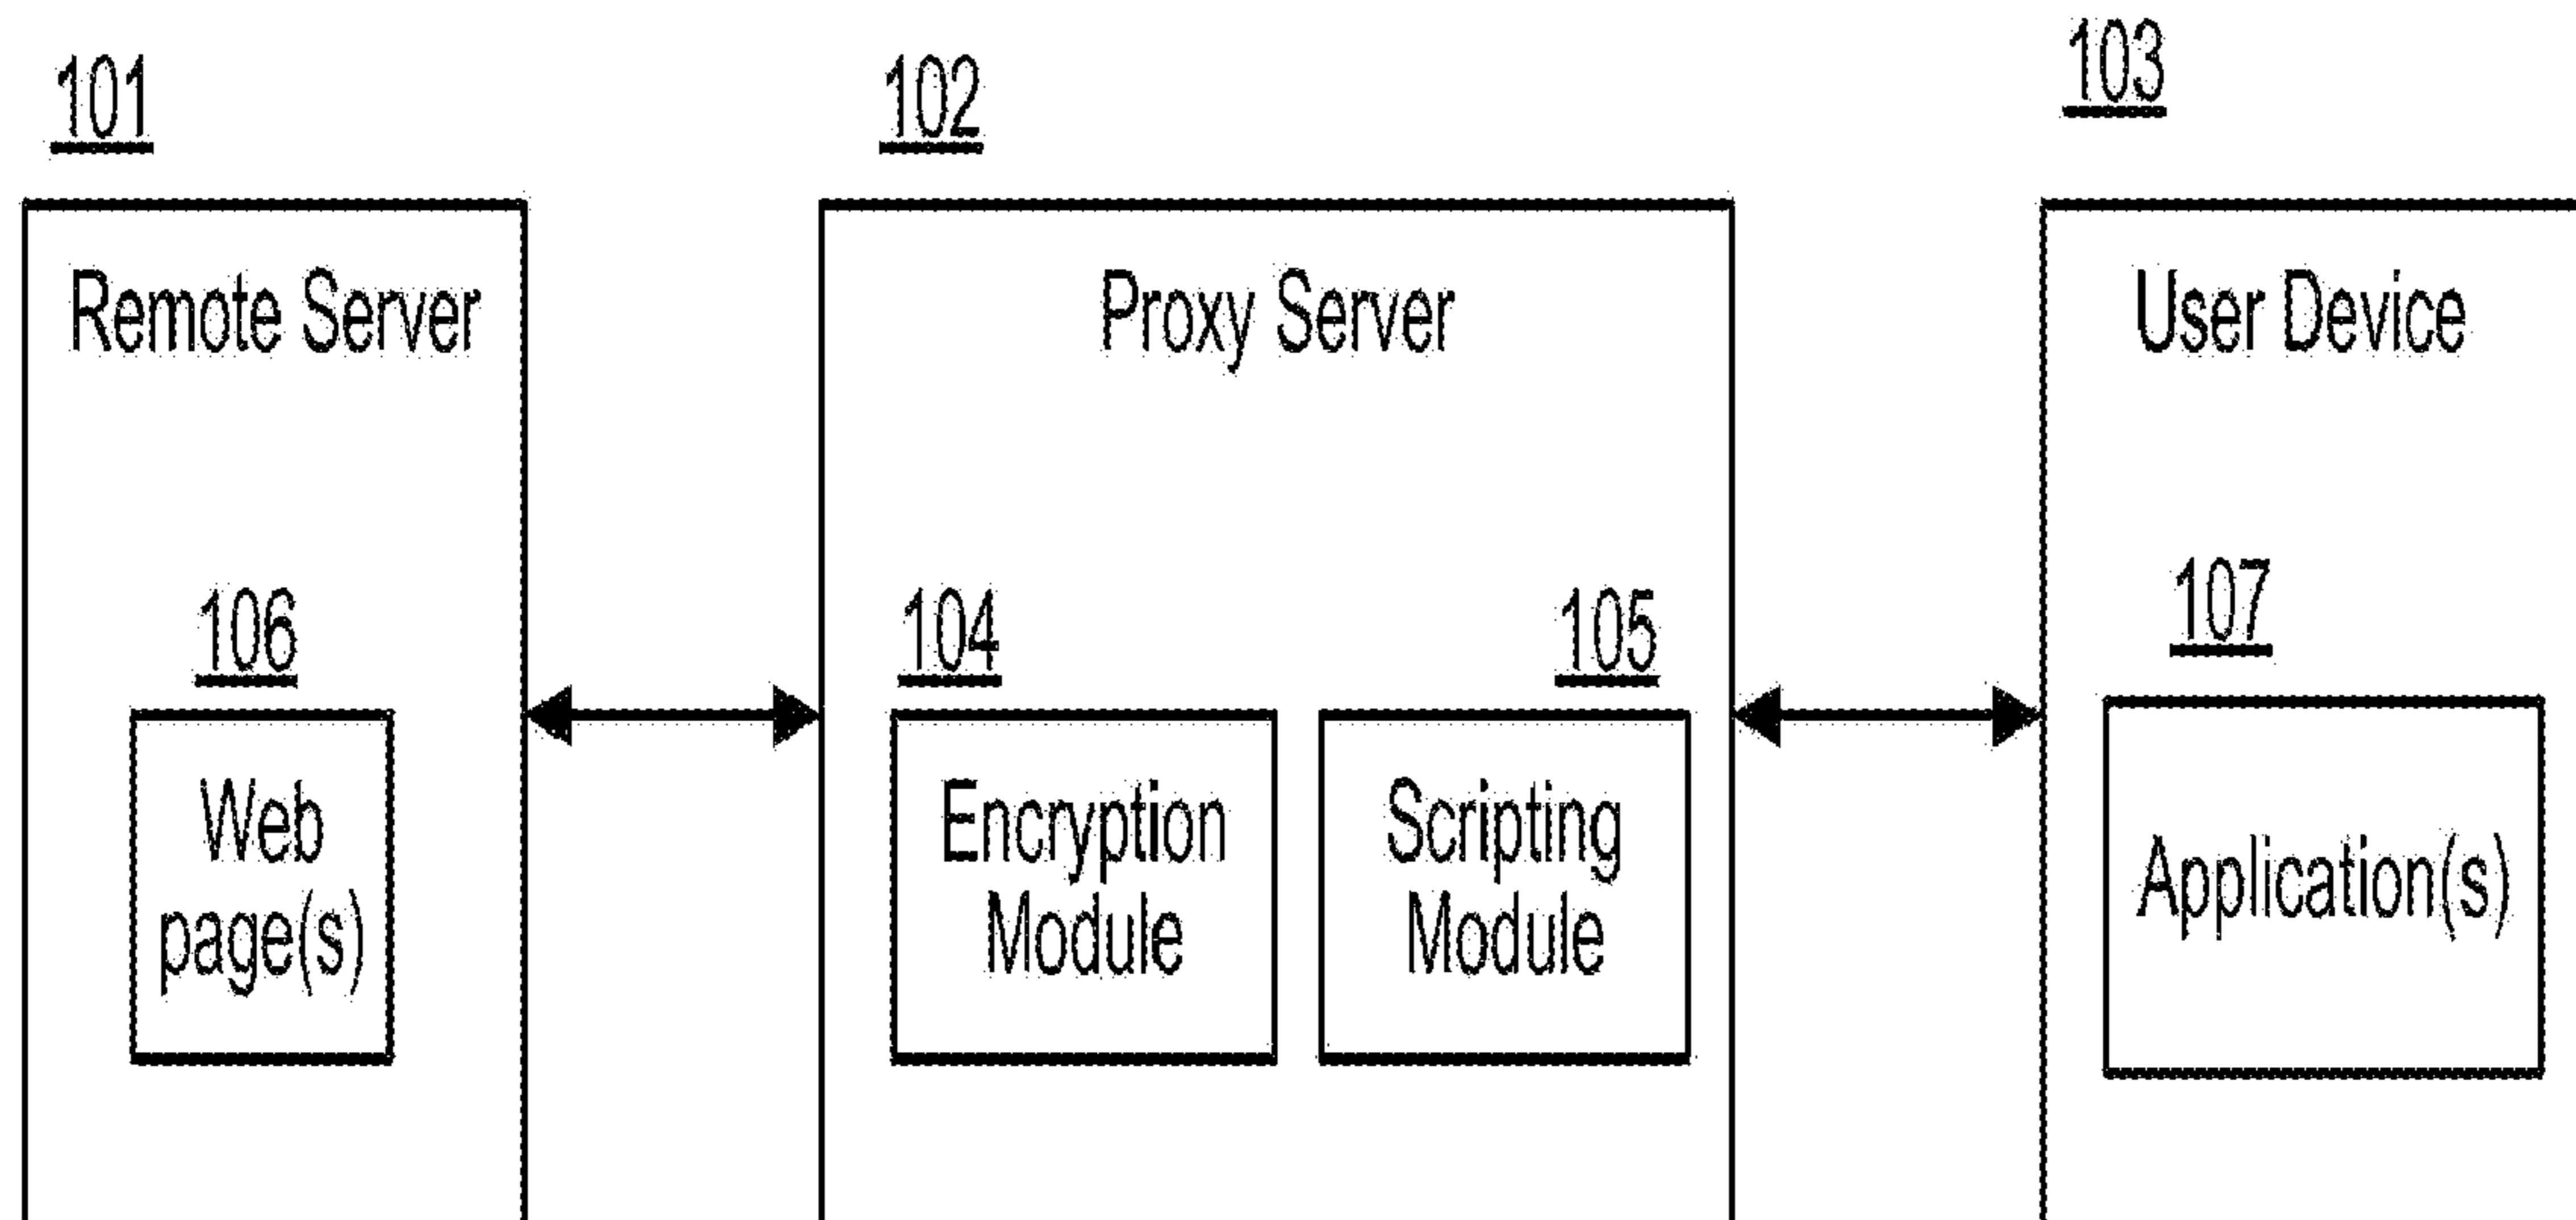 101
102
103
Remote Server
Proxy Server
User Device
106
104
105
107
Web
page(s)
Encryption
Module
Scripting
Module
Application(s)